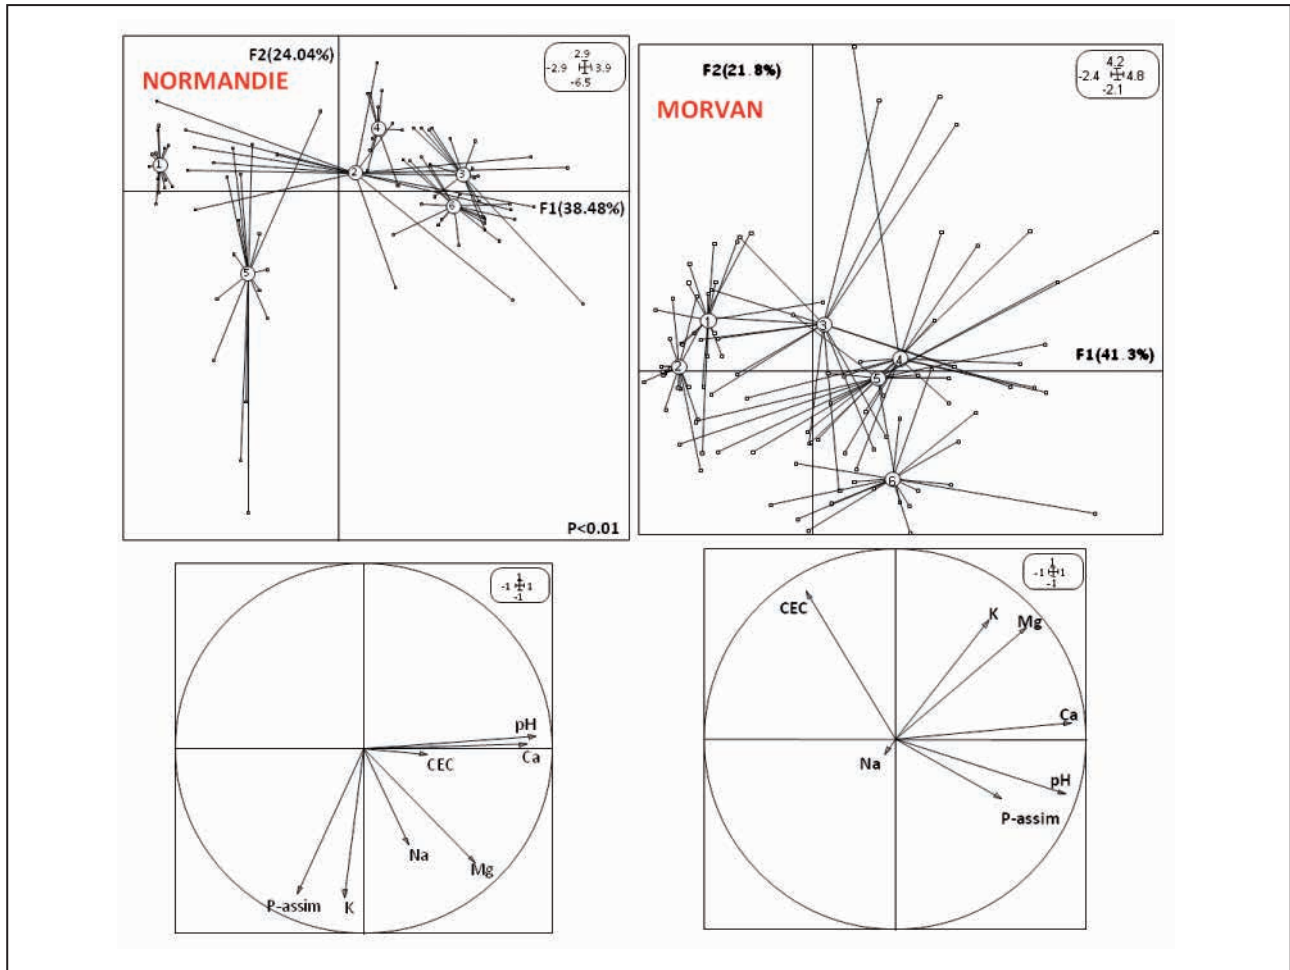 F2(24.04%)
NORMANDIE
2.9
-2.9 3.9
-6.5
4
1
2
3
6
F1(38.48%)
5
P<0.01
F2(21.8%)
MORVAN
4.2
-2.4 4.8
-2.1
1
3
4
F1(41.3%)
2
5
6
1
-1 1
-1
pH
Ca
CEC
Na
Mg
P-assim
K
1
-1 1
-1
CEC
K
Mg
Ca
Na
pH
P-assim